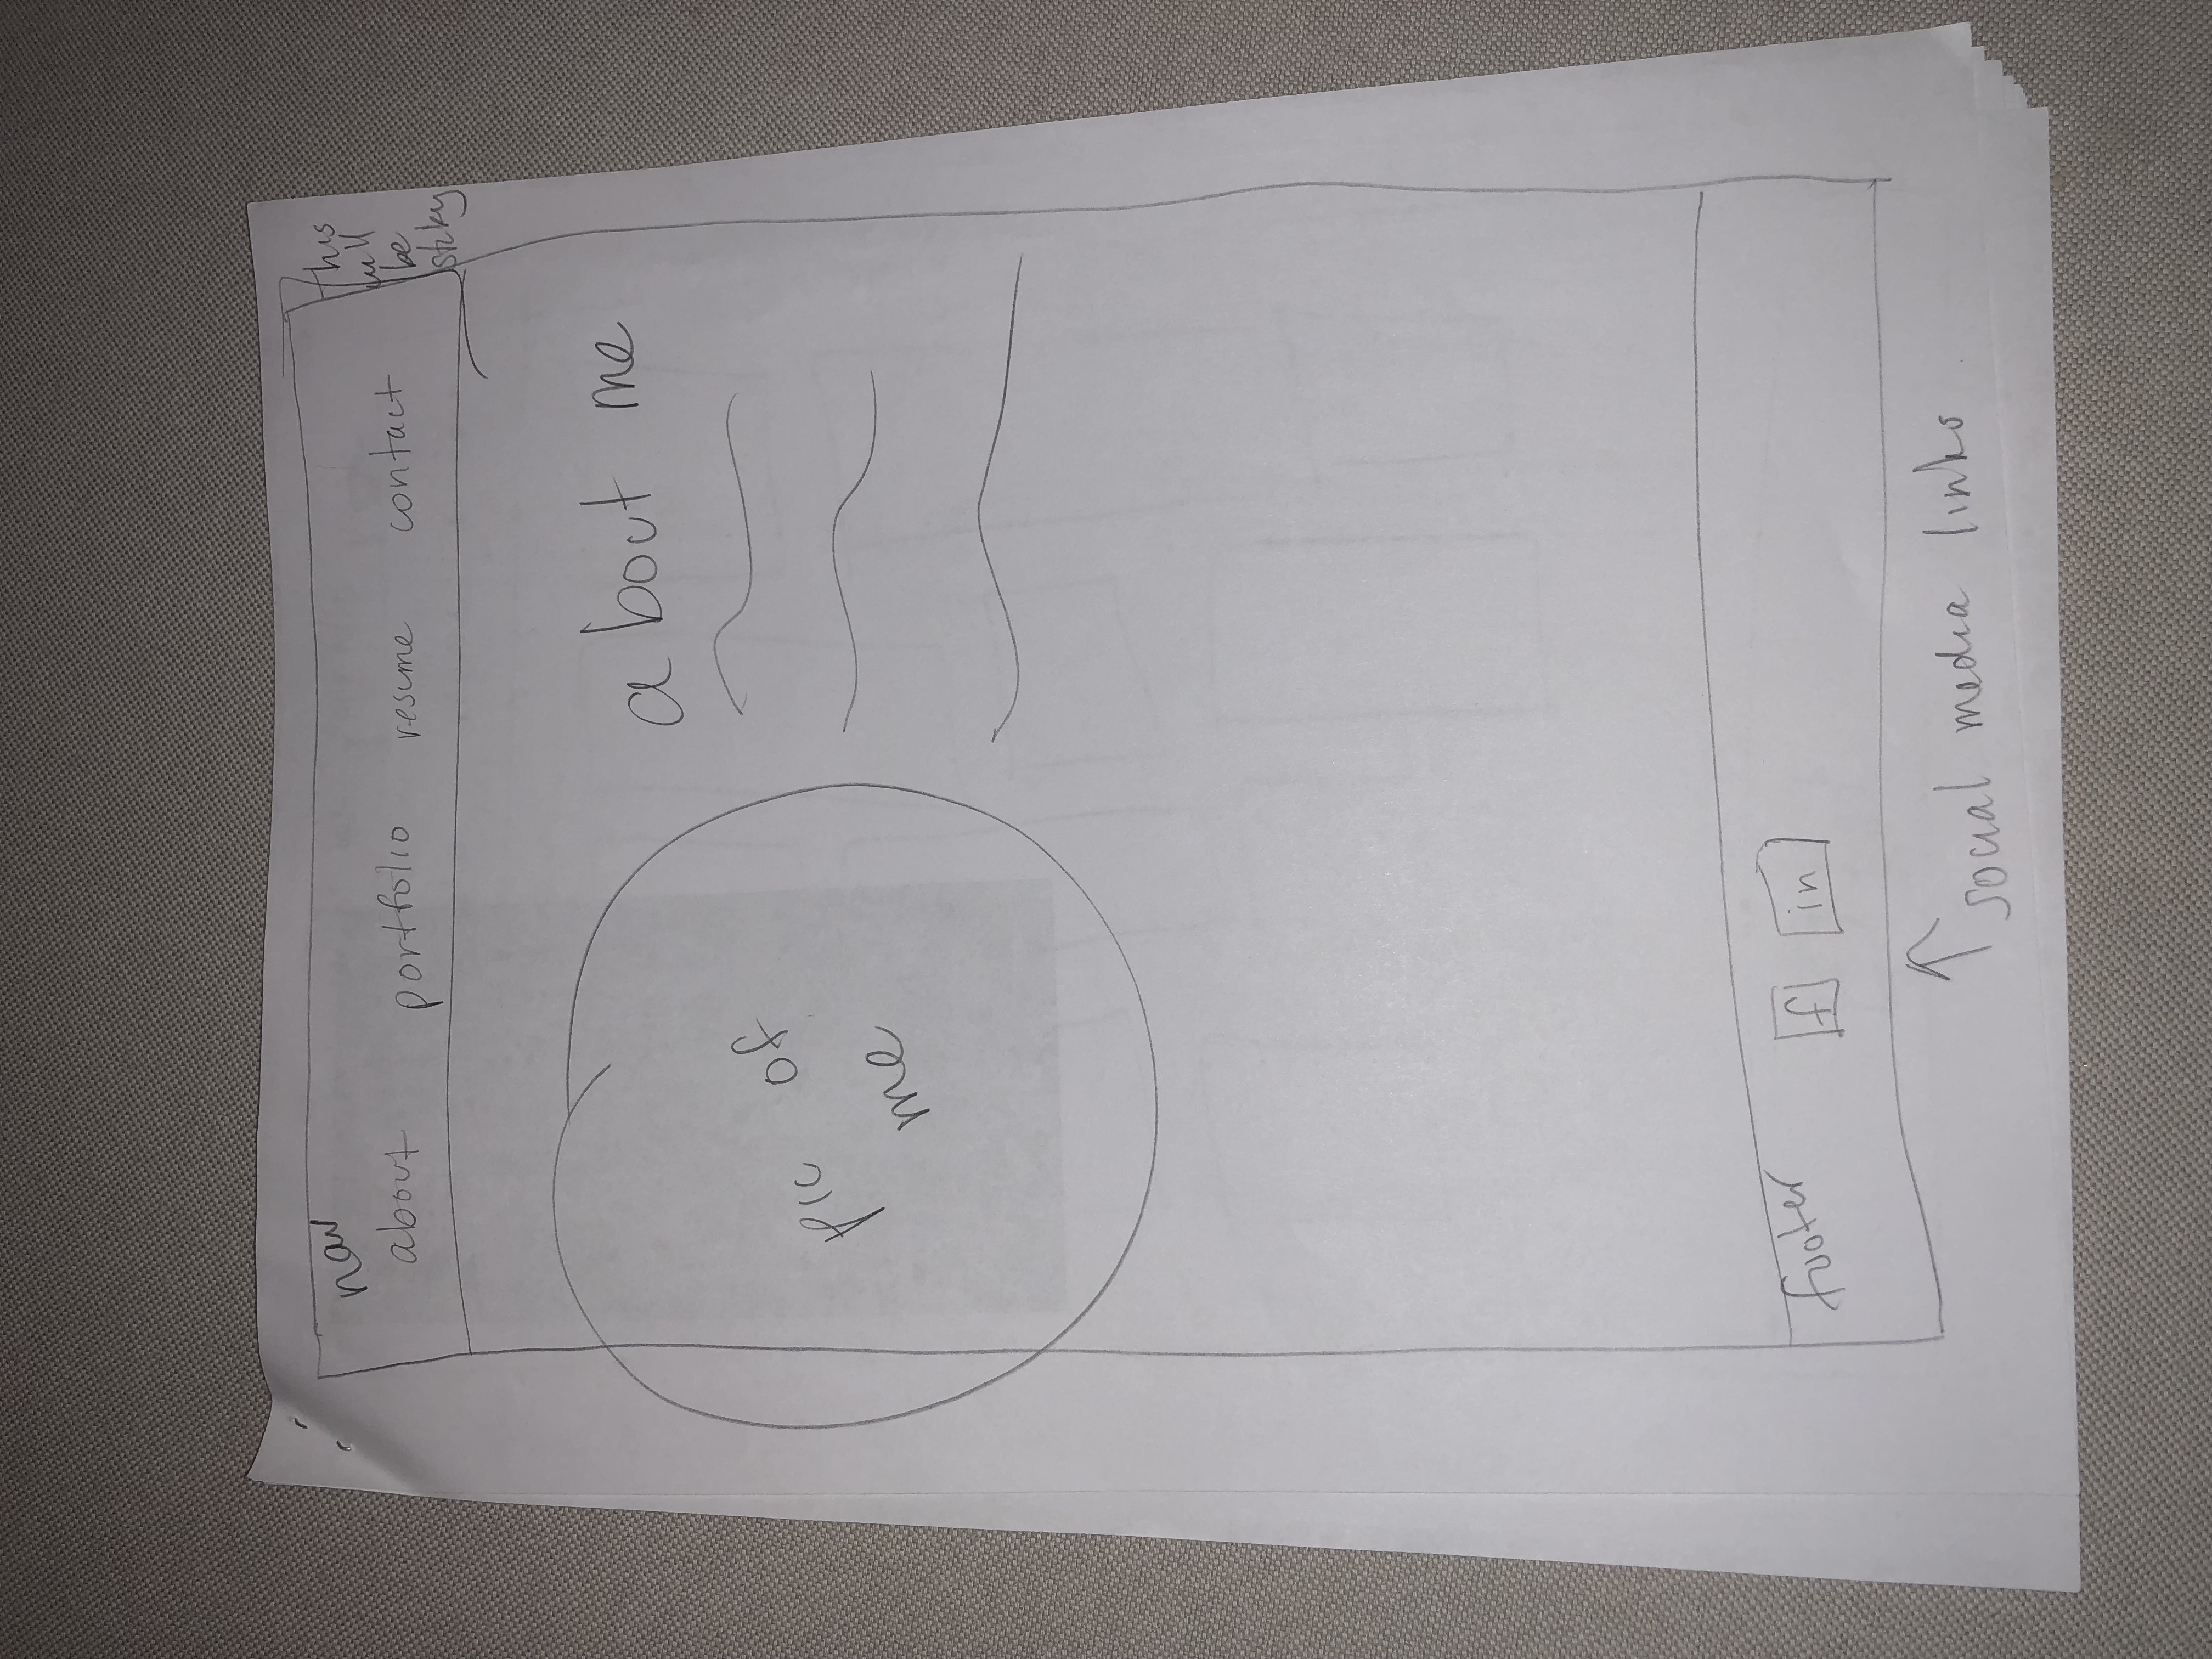 nav
about portfolio resume contact
this
will
be
sticky
about me
pic of
me
footer f in
social media links